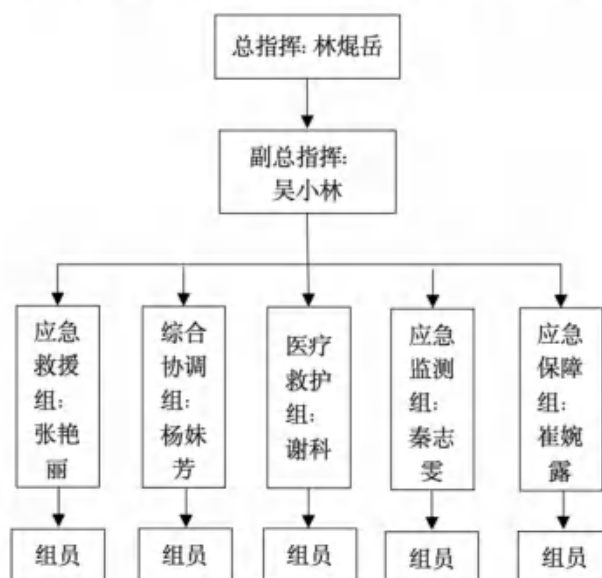 总指挥：林焜岳
副总指挥：
吴小林
应急
救援
组：
张艳
丽
综合
协调
组：
杨妹
芳
医疗
救护
组：
谢科
应急
监测
组：
秦志
雯
应急
保障
组：
崔婉
露
组员
组员
组员
组员
组员